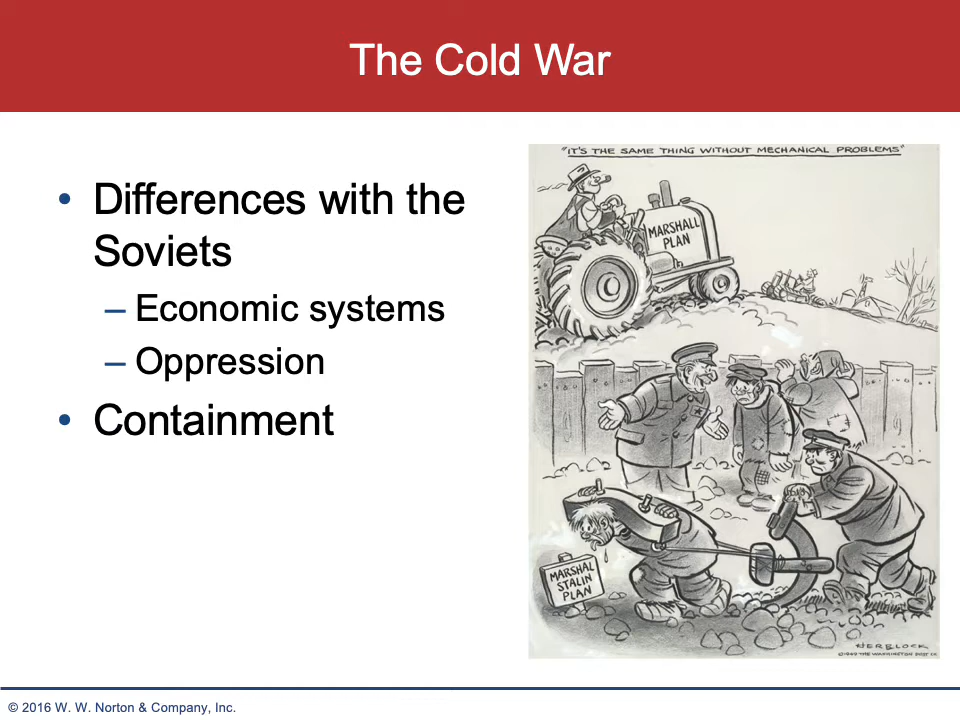 The Cold War
• Differences with the
Soviets
– Economic systems
– Oppression
• Containment
"IT'S THE SAME THING WITHOUT MECHANICAL PROBLEMS"
MARSHALL
PLAN
MARSHAL
STALIN
PLAN
HERBLOCK
©1949 THE WASHINGTON POST CO.
© 2016 W. W. Norton & Company, Inc.